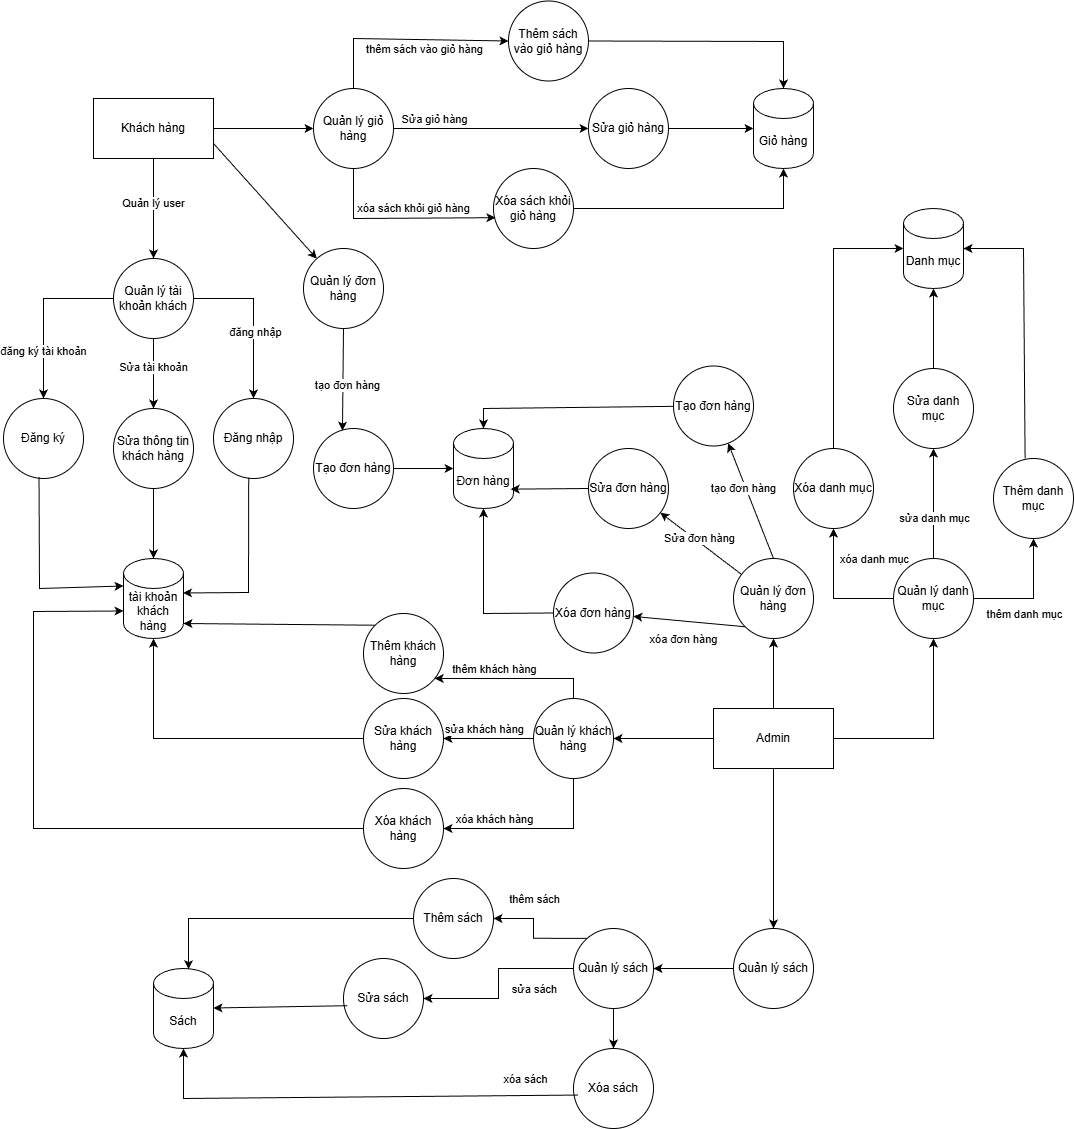 Thêm sách
vào giỏ hàng
thêm sách vào giỏ hàng
Khách hàng
Quản lý giỏ
hàng
Sửa giỏ hàng
Sửa giỏ hàng
Giỏ hàng
Quản lý user
xóa sách khỏi giỏ hàng
Xóa sách khỏi
giỏ hàng
Danh mục
Quản lý tài
khoản khách
Quản lý đơn
hàng
đăng nhập
đăng ký tài khoản
Sửa tài khoản
tạo đơn hàng
Tạo đơn hàng
Sửa danh
mục
Đăng ký
Sửa thông tin
khách hàng
Đăng nhập
Tạo đơn hàng
Đơn hàng
Sửa đơn hàng
tạo đơn hàng
Xóa danh mục
Thêm danh
mục
sửa danh mục
Sửa đơn hàng
xóa danh mục
tài khoản
khách
hàng
Xóa đơn hàng
Quản lý đơn
hàng
Quản lý danh
mục
thêm danh mục
xóa đơn hàng
Thêm khách
hàng
thêm khách hàng
Sửa khách
hàng
sửa khách hàng
Quản lý khách
hàng
Admin
Xóa khách
hàng
xóa khách hàng
thêm sách
Thêm sách
Quản lý sách
Quản lý sách
sửa sách
Sửa sách
Sách
xóa sách
Xóa sách